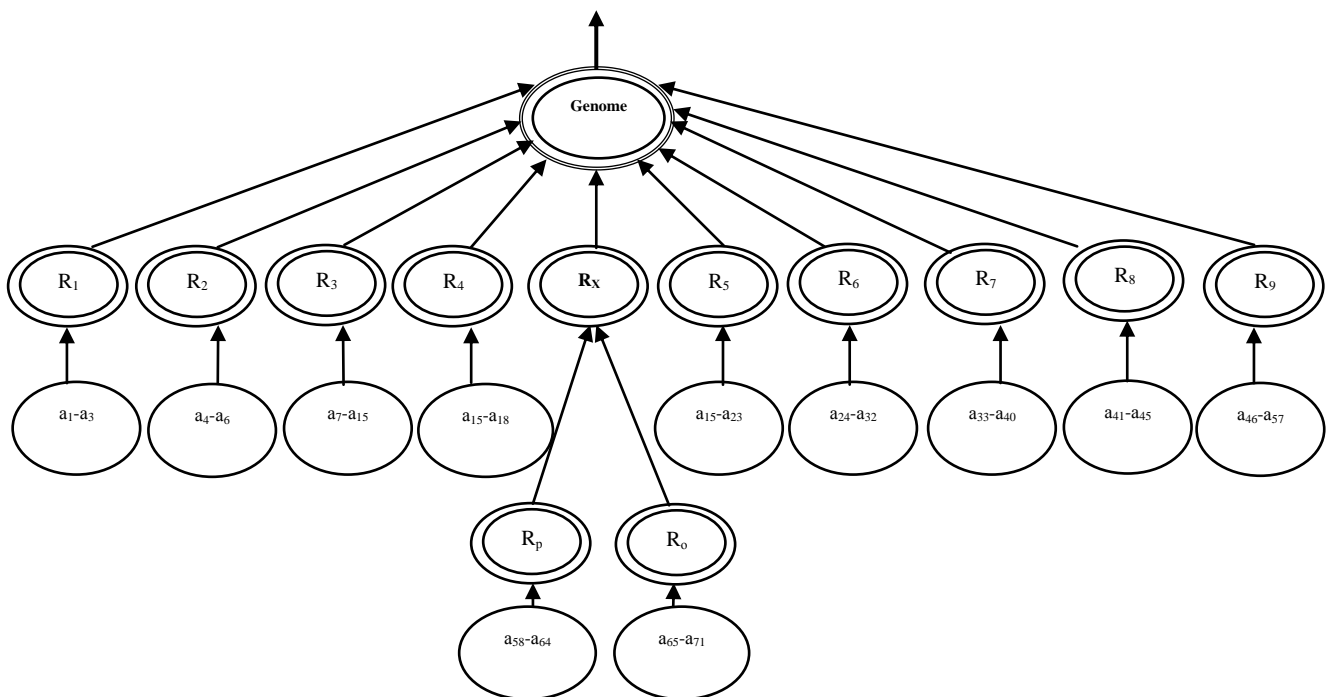 Genome
R₁ R₂ R₃ R₄ Rₓ R₅ R₆ R₇ R₈ R₉
a₁-a₃ a₄-a₆ a₇-a₁₅ a₁₅-a₁₈ a₁₅-a₂₃ a₂₄-a₃₂ a₃₃-a₄₀ a₄₁-a₄₅ a₄₆-a₅₇
Rₚ Rₒ
a₅₈-a₆₄ a₆₅-a₇₁